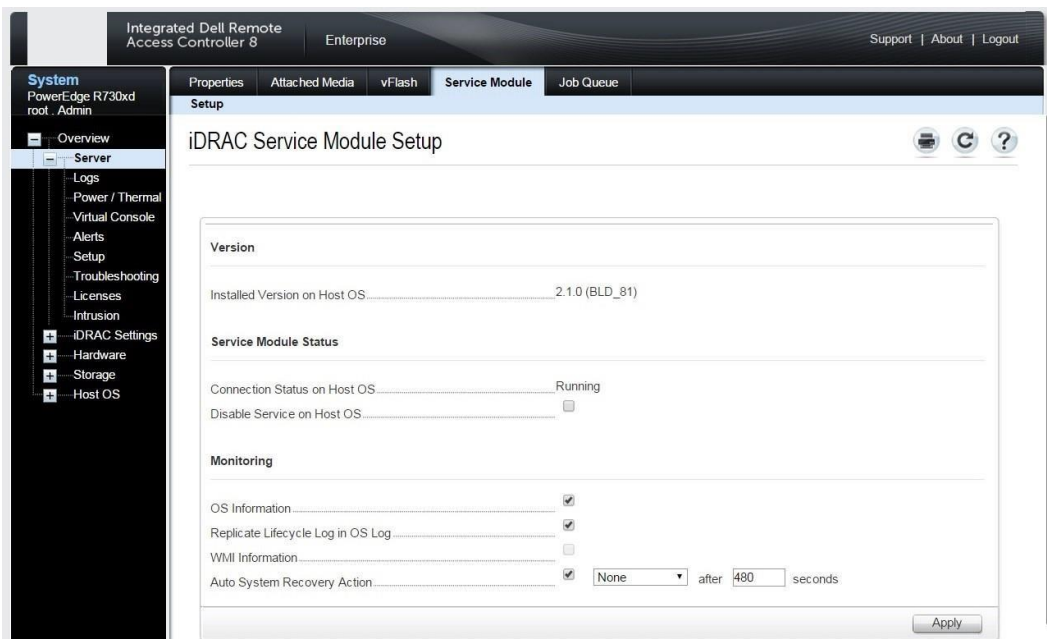 Integrated Dell Remote
Access Controller 8
Enterprise
Support | About | Logout
System
PowerEdge R730xd
root , Admin
Properties
Attached Media
vFlash
Service Module
Job Queue
Setup
Overview
Server
Logs
Power / Thermal
Virtual Console
Alerts
Setup
Troubleshooting
Licenses
Intrusion
iDRAC Settings
Hardware
Storage
Host OS
iDRAC Service Module Setup
Version
Installed Version on Host OS 2.1.0 (BLD_81)
Service Module Status
Connection Status on Host OS Running
Disable Service on Host OS
Monitoring
OS Information
Replicate Lifecycle Log in OS Log
WMI Information
Auto System Recovery Action None after 480 seconds
Apply